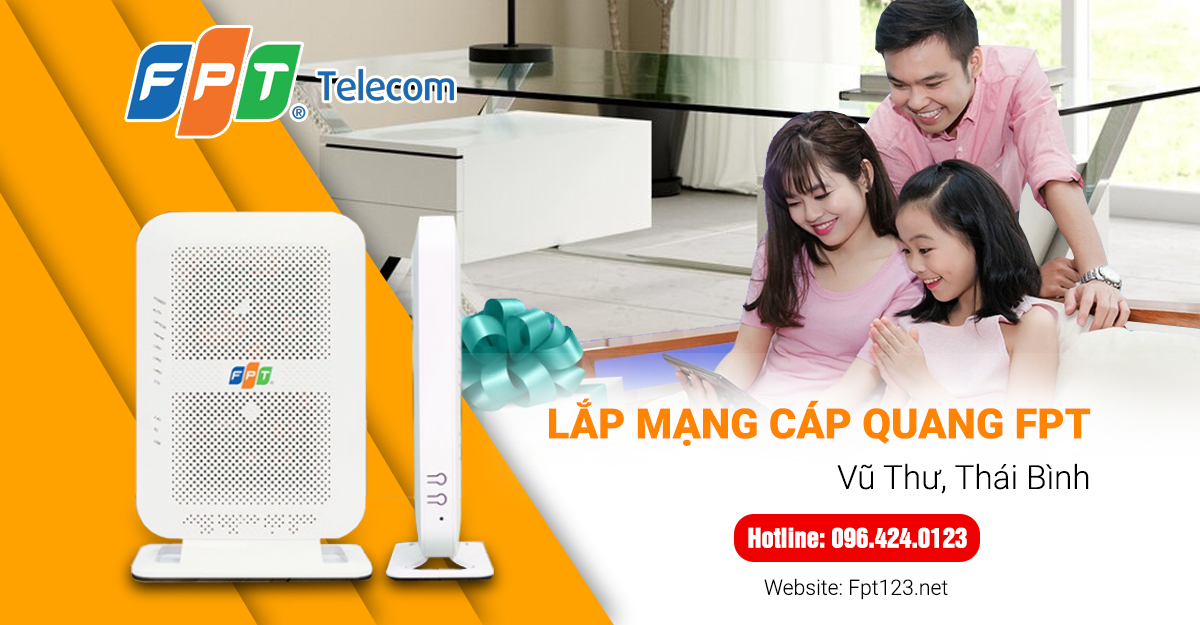 FPT® Telecom
FPT
LẮP MẠNG CÁP QUANG FPT
Vũ Thư, Thái Bình
Hotline: 096.424.0123
Website: Fpt123.net